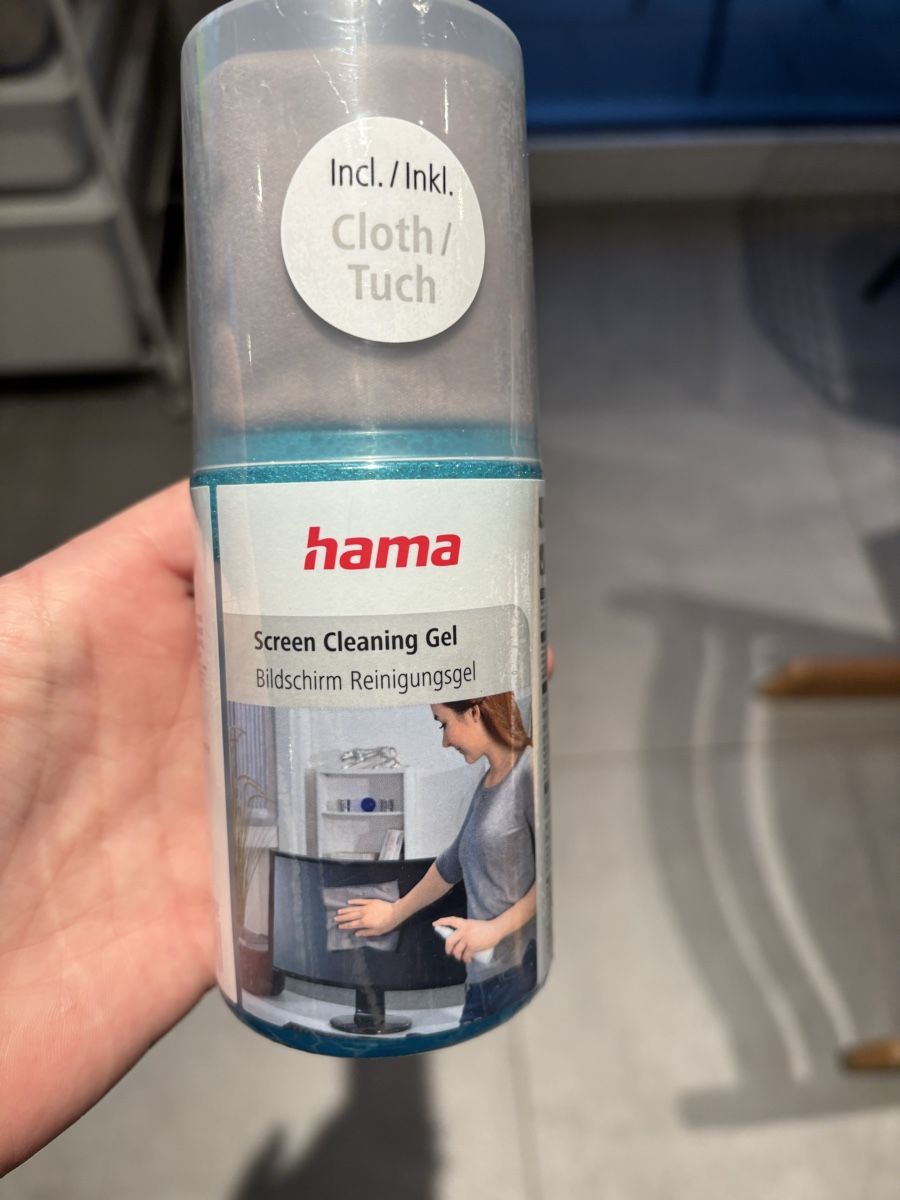 Incl. / Inkl.
Cloth /
Tuch
hama
Screen Cleaning Gel
Bildschirm Reinigungsgel